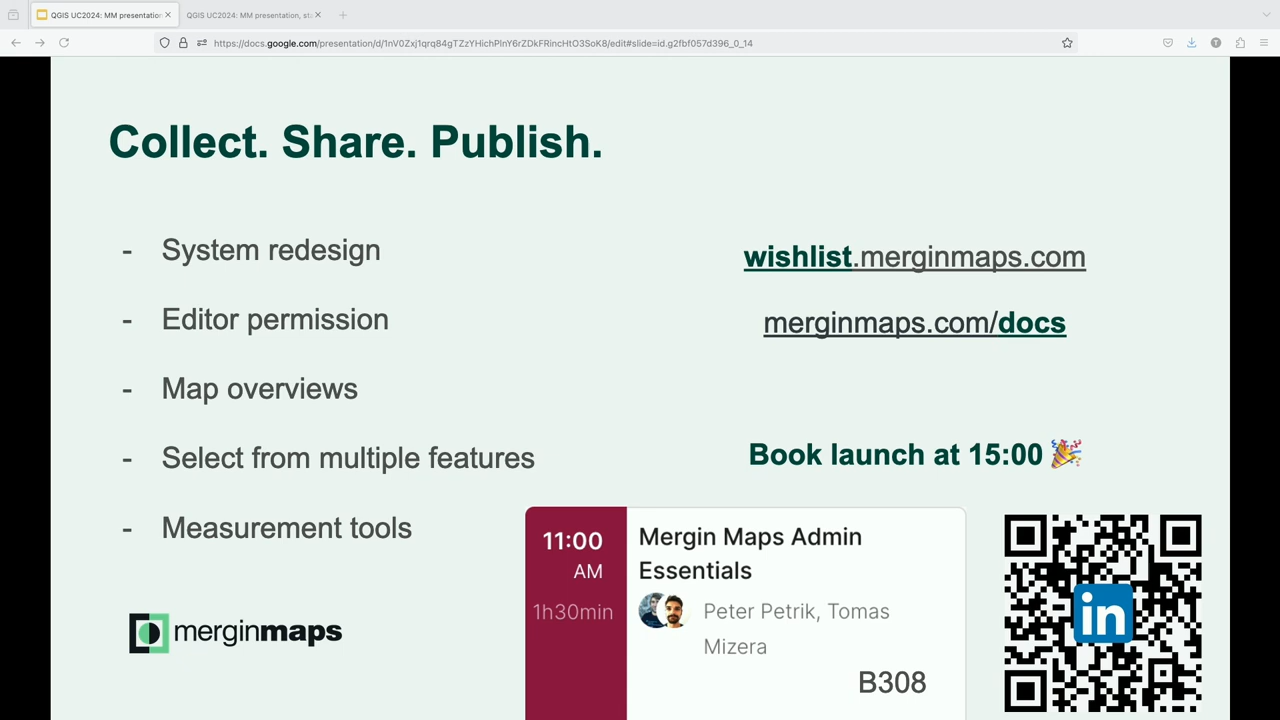 QGIS UC2024: MM presentation
QGIS UC2024: MM presentation, st
https://docs.google.com/presentation/d/1nV0Zxj1qrq84gTZzYHichPlnY6rZDkFRincHtO3SoK8/edit#slide=id.g2fbf057d396_0_14
Collect. Share. Publish.
- System redesign
- Editor permission
- Map overviews
- Select from multiple features
- Measurement tools
merginmaps
wishlist.merginmaps.com
merginmaps.com/docs
Book launch at 15:00 🎉
11:00
AM
1h30min
Mergin Maps Admin
Essentials
Peter Petrik, Tomas
Mizera
B308
in